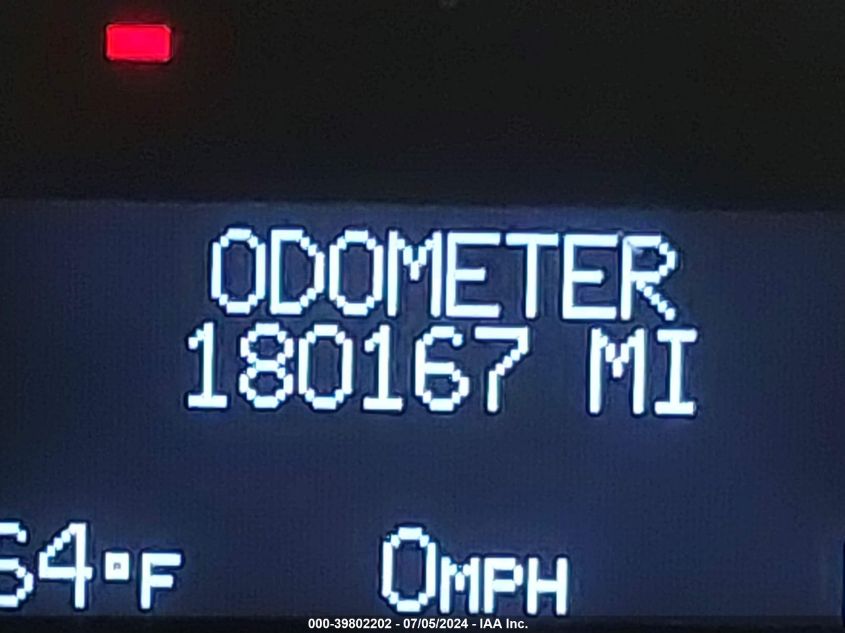 ODOMETER
180167 MI
64°F 0MPH
000-39802202 - 07/05/2024 - IAA Inc.